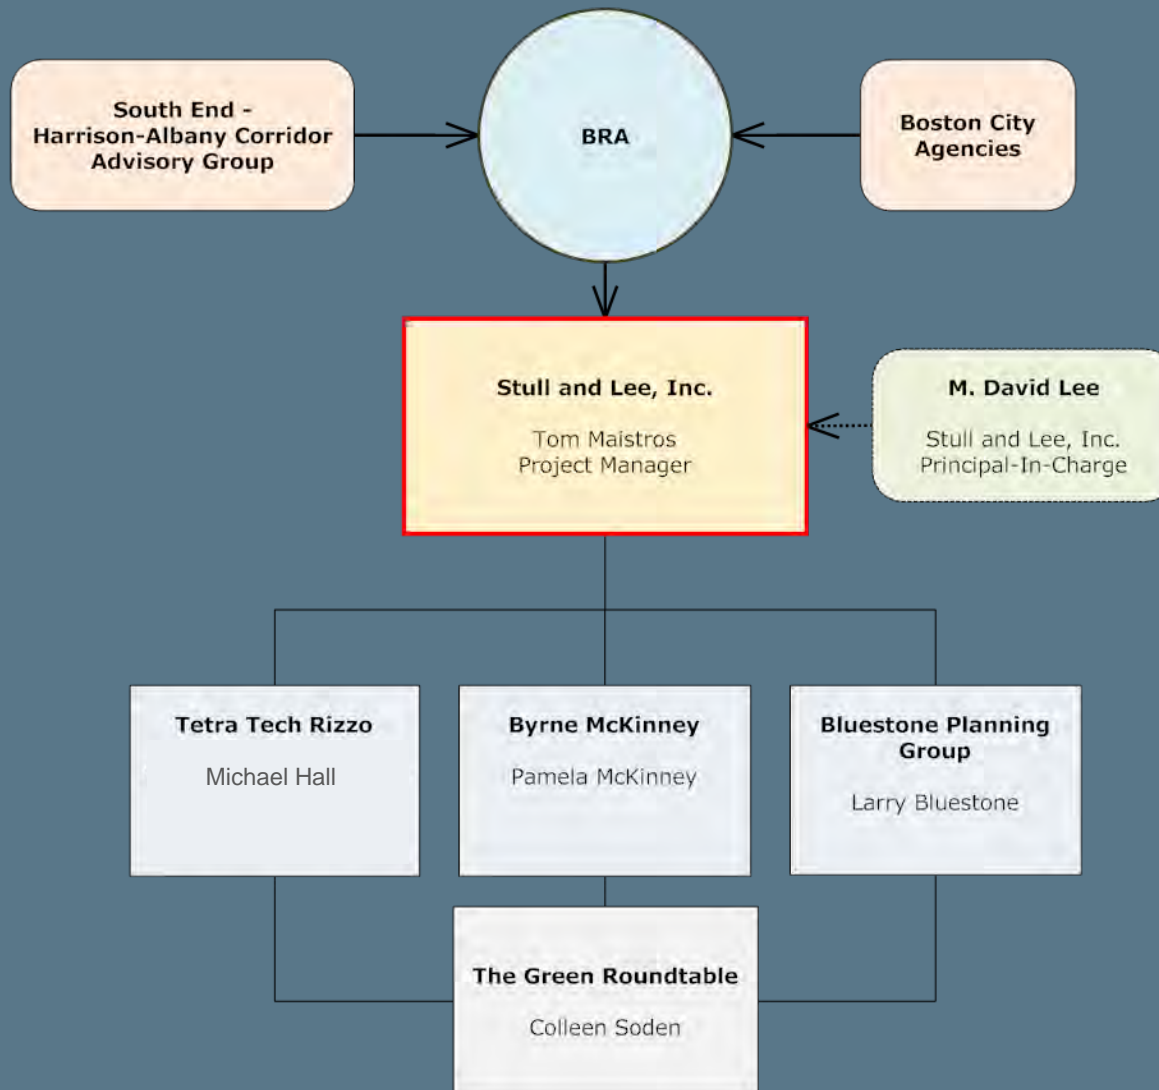 South End -
Harrison-Albany Corridor
Advisory Group
BRA
Boston City
Agencies
Stull and Lee, Inc.
Tom Maistros
Project Manager
M. David Lee
Stull and Lee, Inc.
Principal-In-Charge
Tetra Tech Rizzo
Michael Hall
Byrne McKinney
Pamela McKinney
Bluestone Planning
Group
Larry Bluestone
The Green Roundtable
Colleen Soden